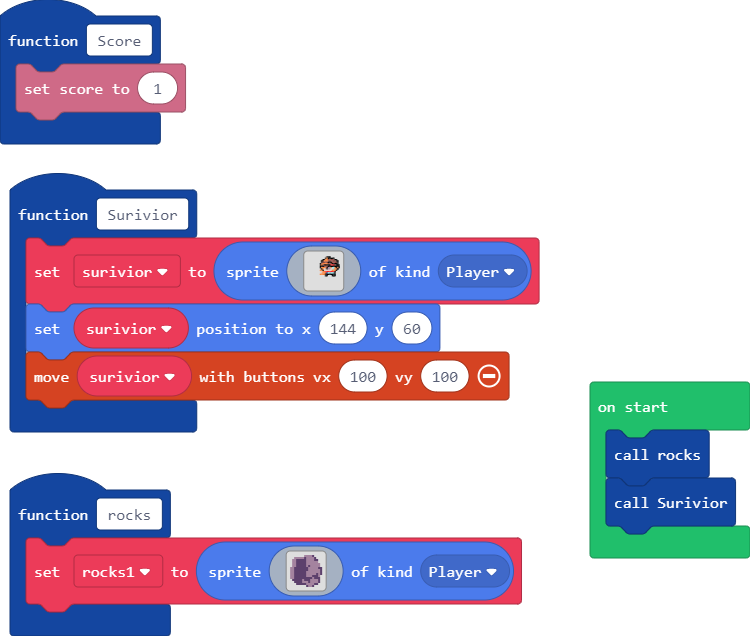 function Score
set score to 1
function Surivior
set surivior to sprite of kind Player
set surivior position to x 144 y 60
move surivior with buttons vx 100 vy 100
on start
call rocks
call Surivior
function rocks
set rocks1 to sprite of kind Player